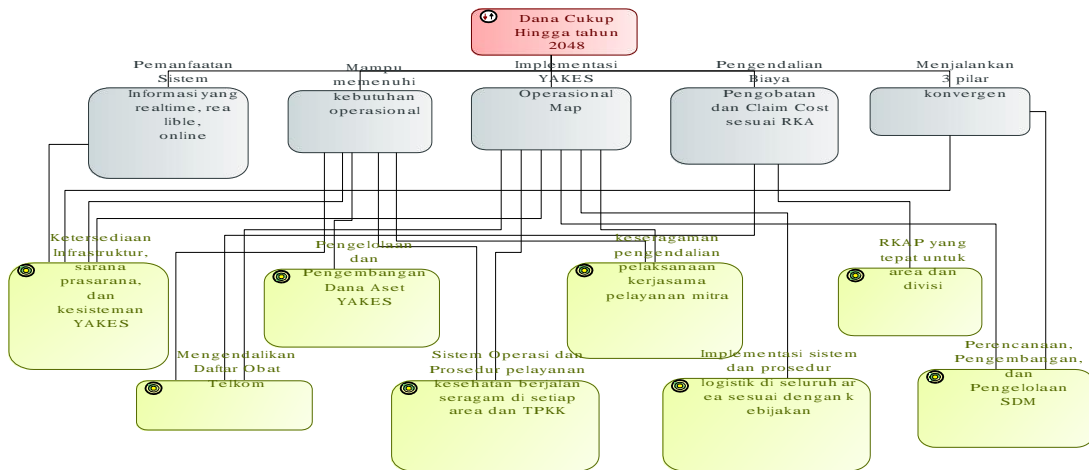 Dana Cukup
Hingga tahun
2048
Pemanfaatan
Sistem
Informasi yang
realtime, rea
lible,
online
Mampu
memenuhi
kebutuhan
operasional
Implementasi
YAKES
Operasional
Map
Pengendalian
Biaya
Pengobatan
dan Claim Cost
sesuai RKA
Menjalankan
3 pilar
konvergen
Ketersediaan
Infrastruktur,
sarana
prasarana,
dan
kesisteman
YAKES
Pengelolaan
dan
Pengembangan
Dana Aset
YAKES
keseragaman
pengendalian
pelaksanaan
kerjasama
pelayanan mitra
RKAP yang
tepat untuk
area dan
divisi
Mengendalikan
Daftar Obat
Telkom
Sistem Operasi dan
Prosedur pelayanan
kesehatan berjalan
seragam di setiap
area dan TPKK
Implementasi sistem
dan prosedur
logistik di seluruh ar
ea sesuai dengan k
ebijakan
Perencanaan,
Pengembangan,
dan
Pengelolaan
SDM